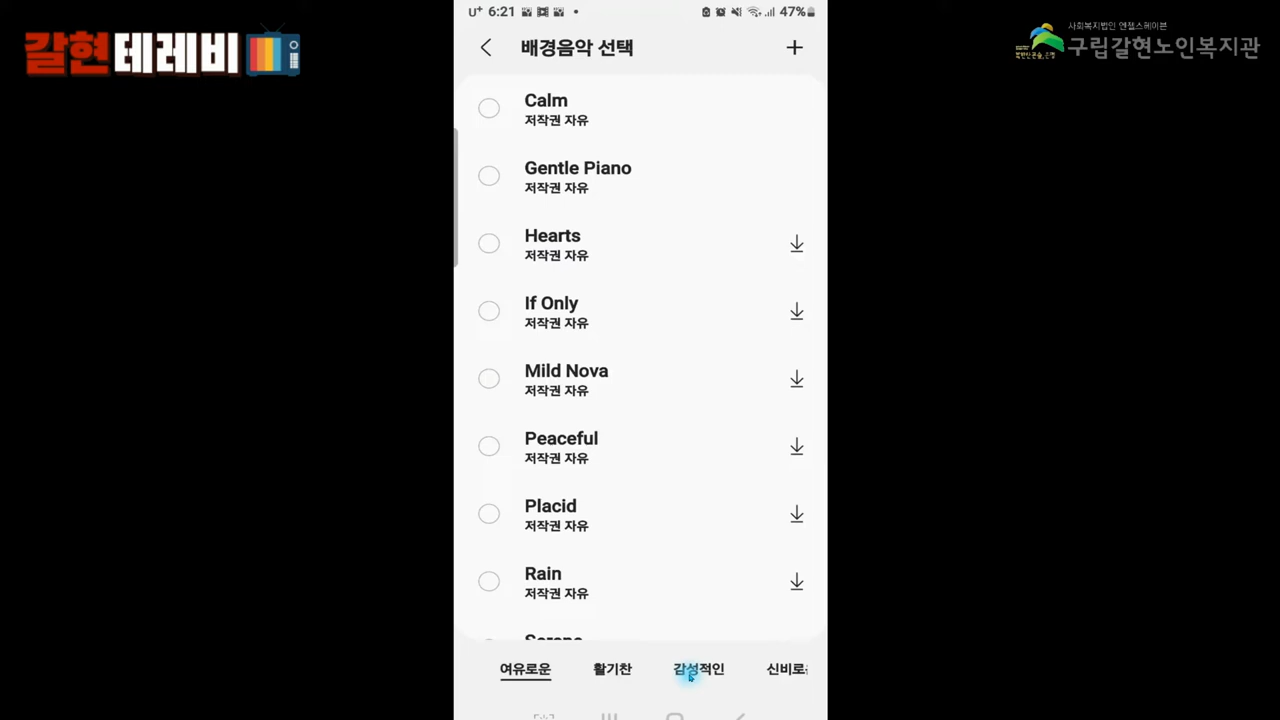 갈현테레비
사회복지법인 엔젤스헤이븐
구립갈현노인복지관
U+ 6:21
47%
배경음악 선택
Calm
저작권 자유
Gentle Piano
저작권 자유
Hearts
저작권 자유
If Only
저작권 자유
Mild Nova
저작권 자유
Peaceful
저작권 자유
Placid
저작권 자유
Rain
저작권 자유
여유로운 활기찬 감성적인 신비로